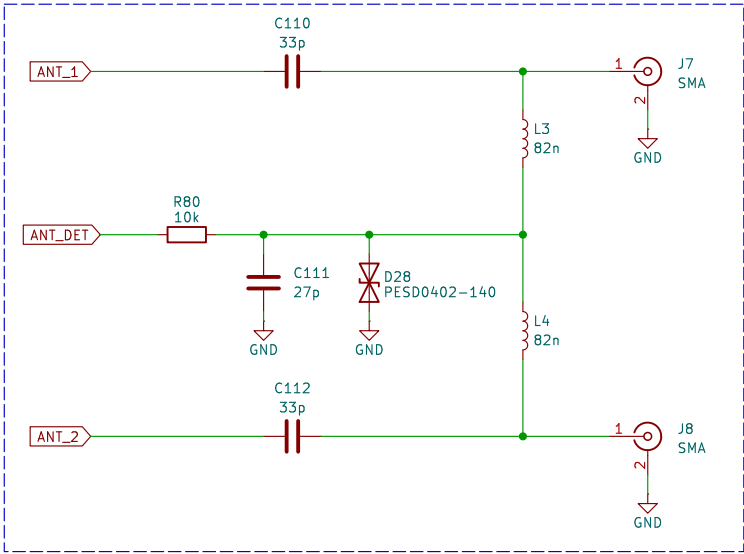 C110
33p
ANT_1
1
J7
SMA
2
GND
L3
82n
R80
10k
ANT_DET
C111
27p
GND
D28
PESD0402-140
GND
L4
82n
C112
33p
ANT_2
1
J8
SMA
2
GND